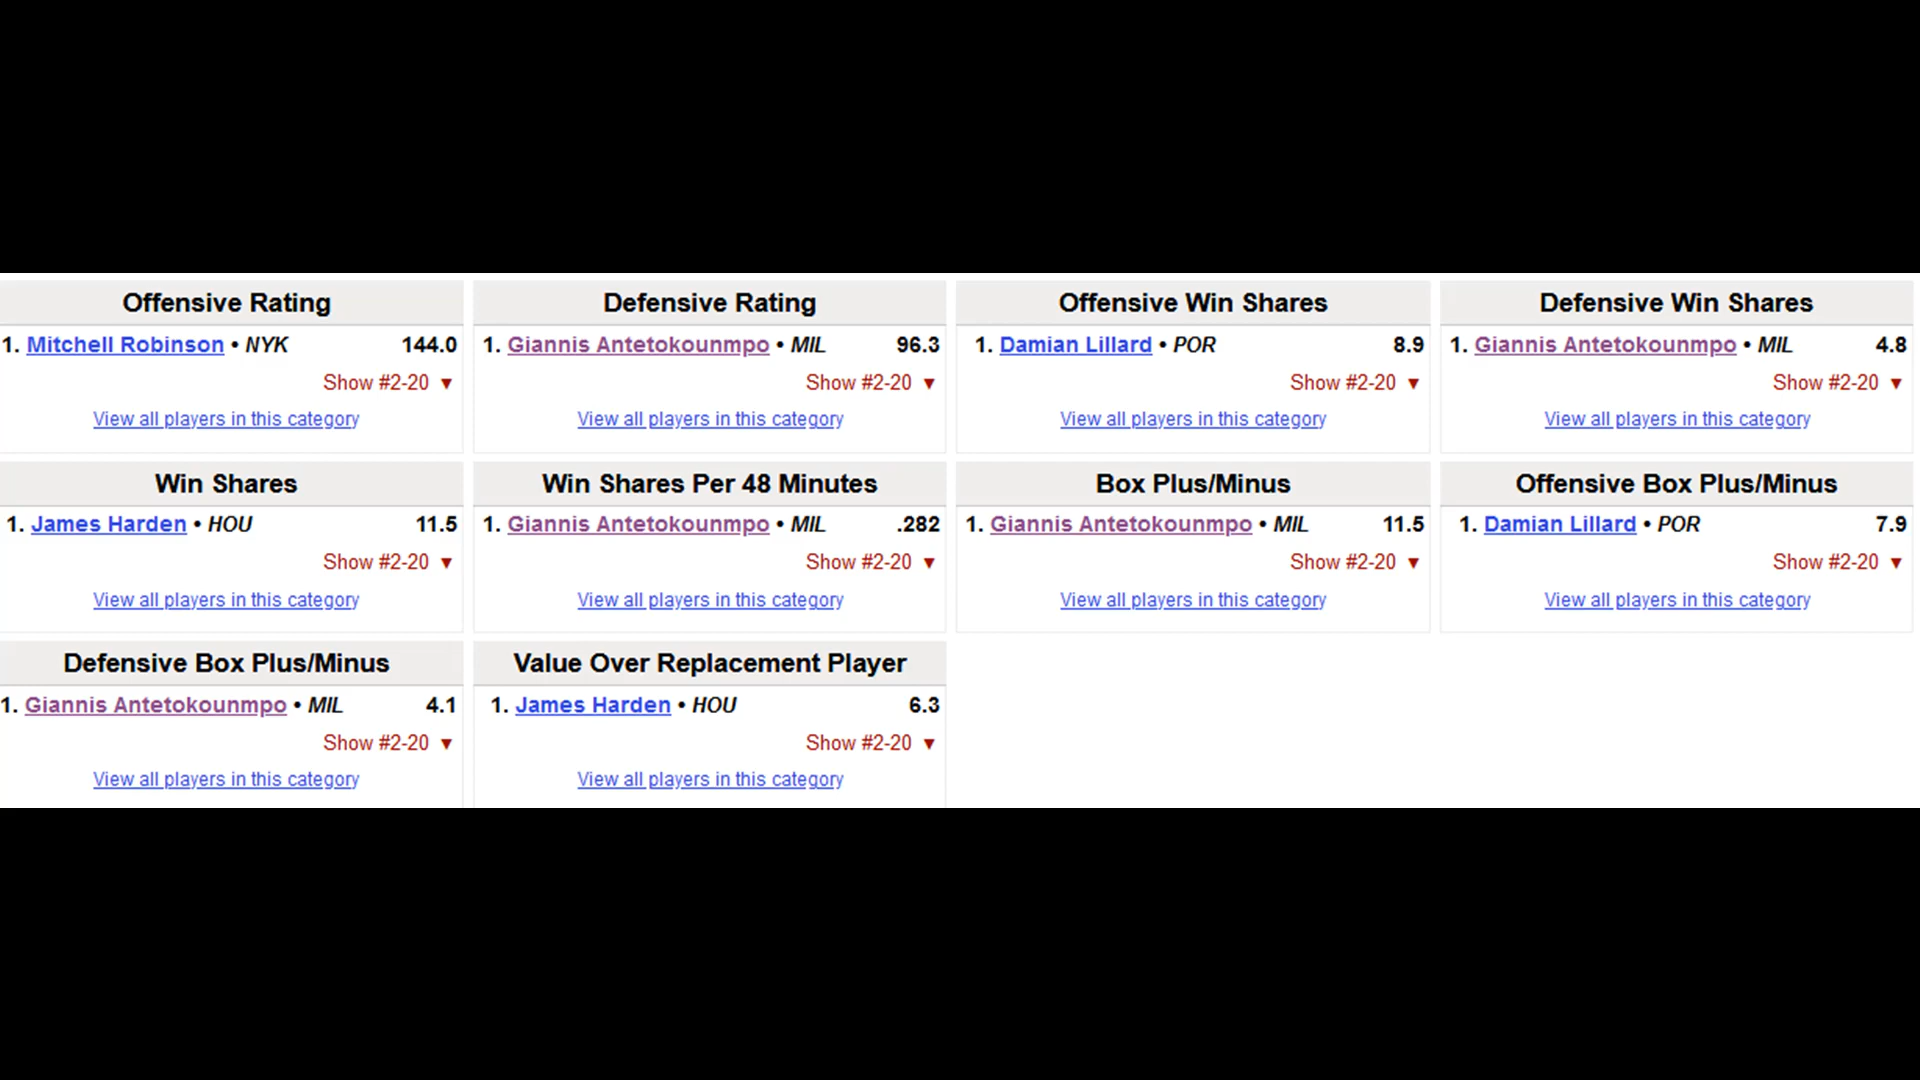 Offensive Rating
1. Mitchell Robinson • NYK 144.0
Show #2-20 ▼
View all players in this category
Defensive Rating
1. Giannis Antetokounmpo • MIL 96.3
Show #2-20 ▼
View all players in this category
Offensive Win Shares
1. Damian Lillard • POR 8.9
Show #2-20 ▼
View all players in this category
Defensive Win Shares
1. Giannis Antetokounmpo • MIL 4.8
Show #2-20 ▼
View all players in this category
Win Shares
1. James Harden • HOU 11.5
Show #2-20 ▼
View all players in this category
Win Shares Per 48 Minutes
1. Giannis Antetokounmpo • MIL .282
Show #2-20 ▼
View all players in this category
Box Plus/Minus
1. Giannis Antetokounmpo • MIL 11.5
Show #2-20 ▼
View all players in this category
Offensive Box Plus/Minus
1. Damian Lillard • POR 7.9
Show #2-20 ▼
View all players in this category
Defensive Box Plus/Minus
1. Giannis Antetokounmpo • MIL 4.1
Show #2-20 ▼
View all players in this category
Value Over Replacement Player
1. James Harden • HOU 6.3
Show #2-20 ▼
View all players in this category